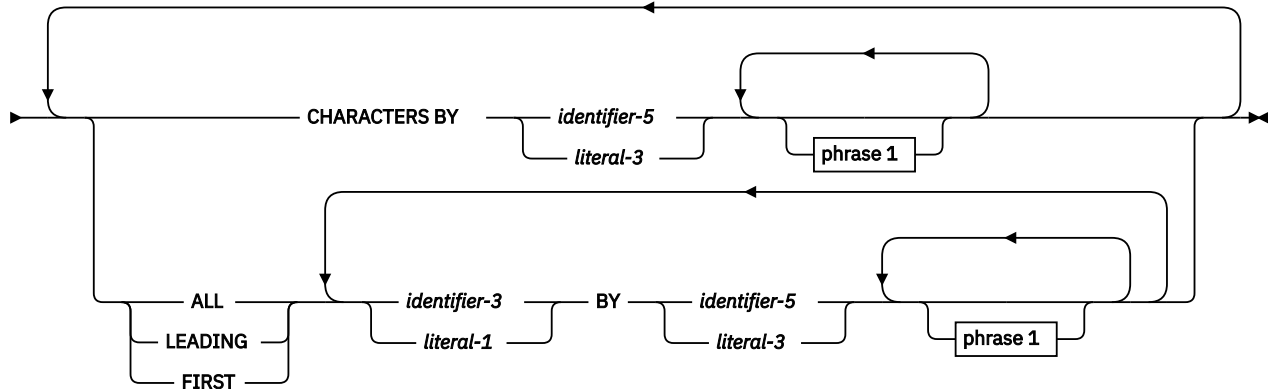 CHARACTERS BY identifier-5
literal-3 phrase 1
ALL identifier-3 BY identifier-5
LEADING literal-1 literal-3 phrase 1
FIRST